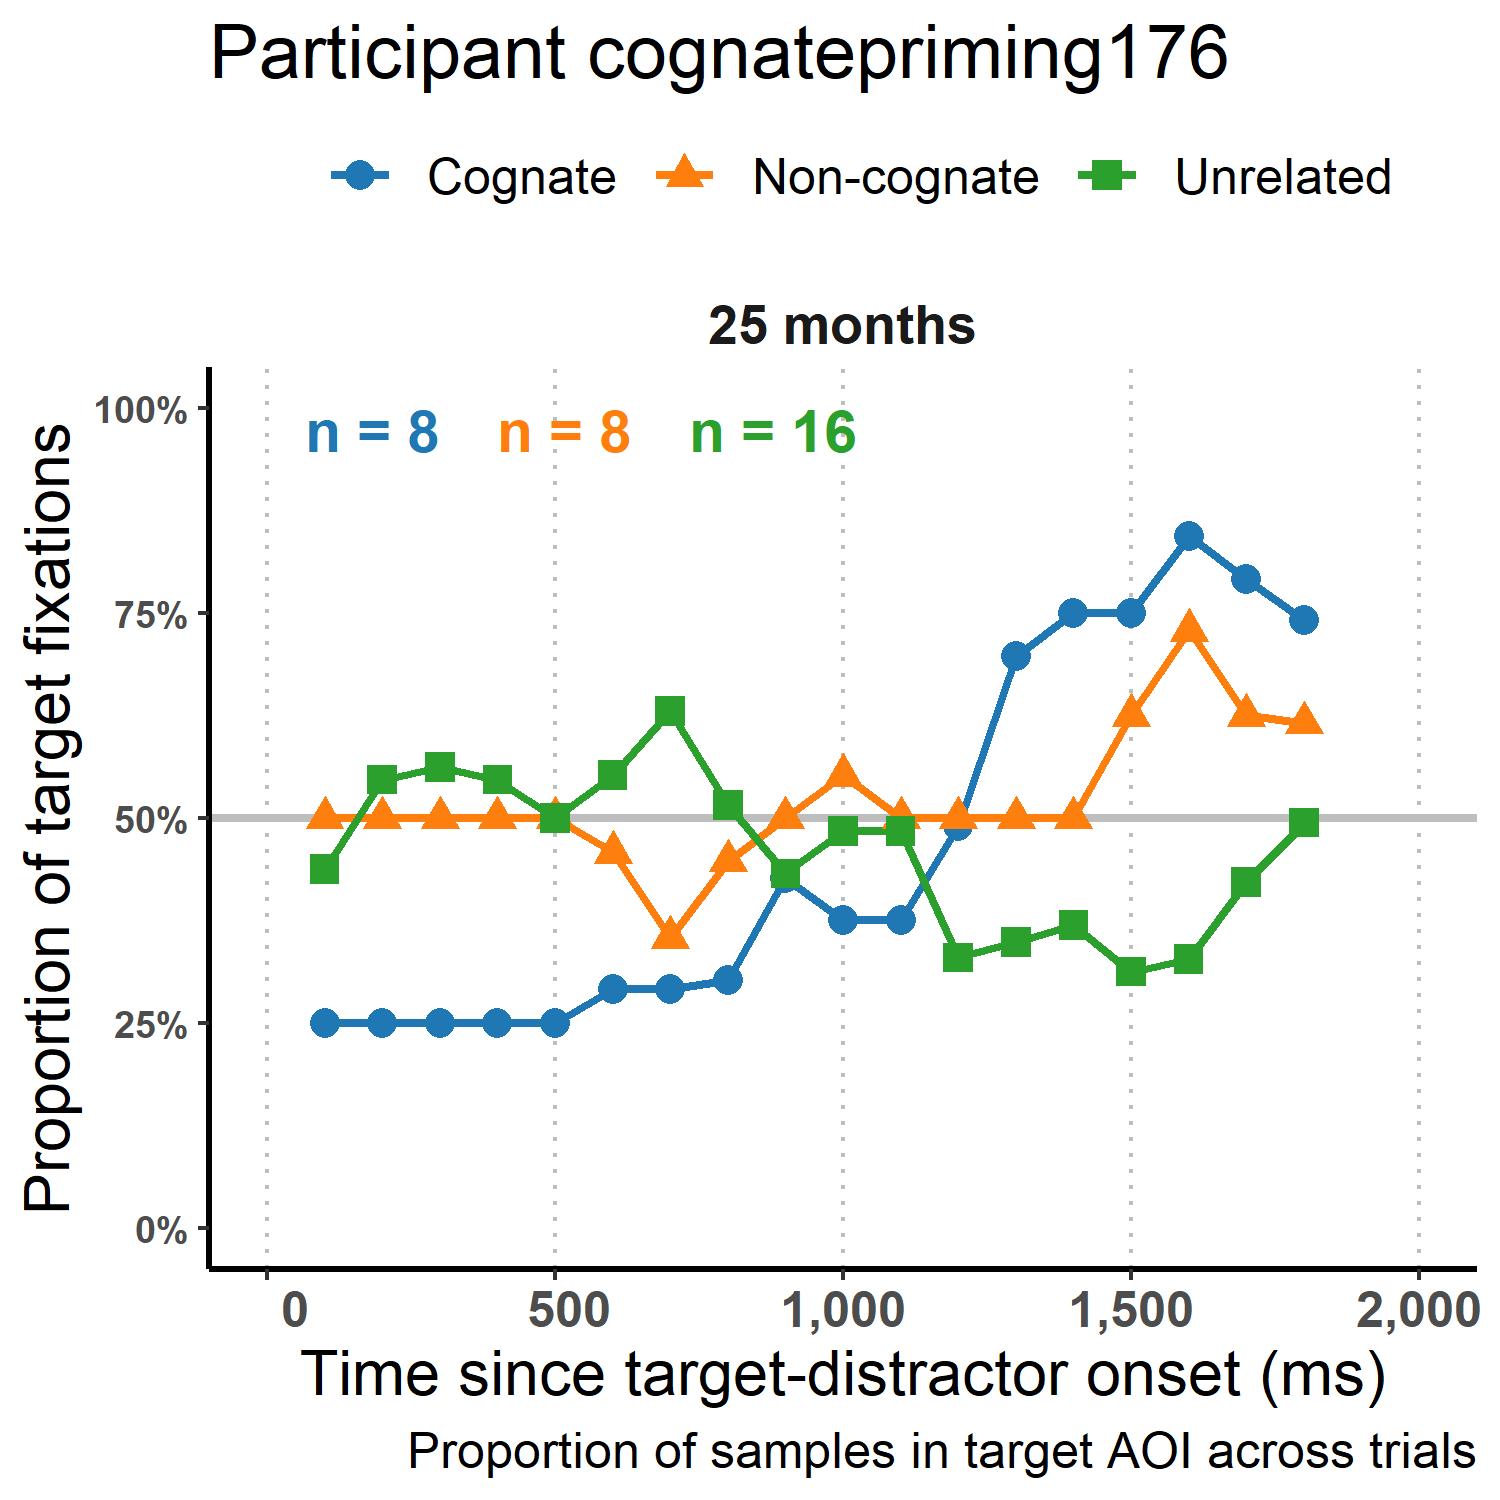 Participant cognatepriming176
Cognate Non-cognate Unrelated
25 months
n = 8 n = 8 n = 16
Proportion of target fixations
100%
75%
50%
25%
0%
0 500 1,000 1,500 2,000
Time since target-distractor onset (ms)
Proportion of samples in target AOI across trials